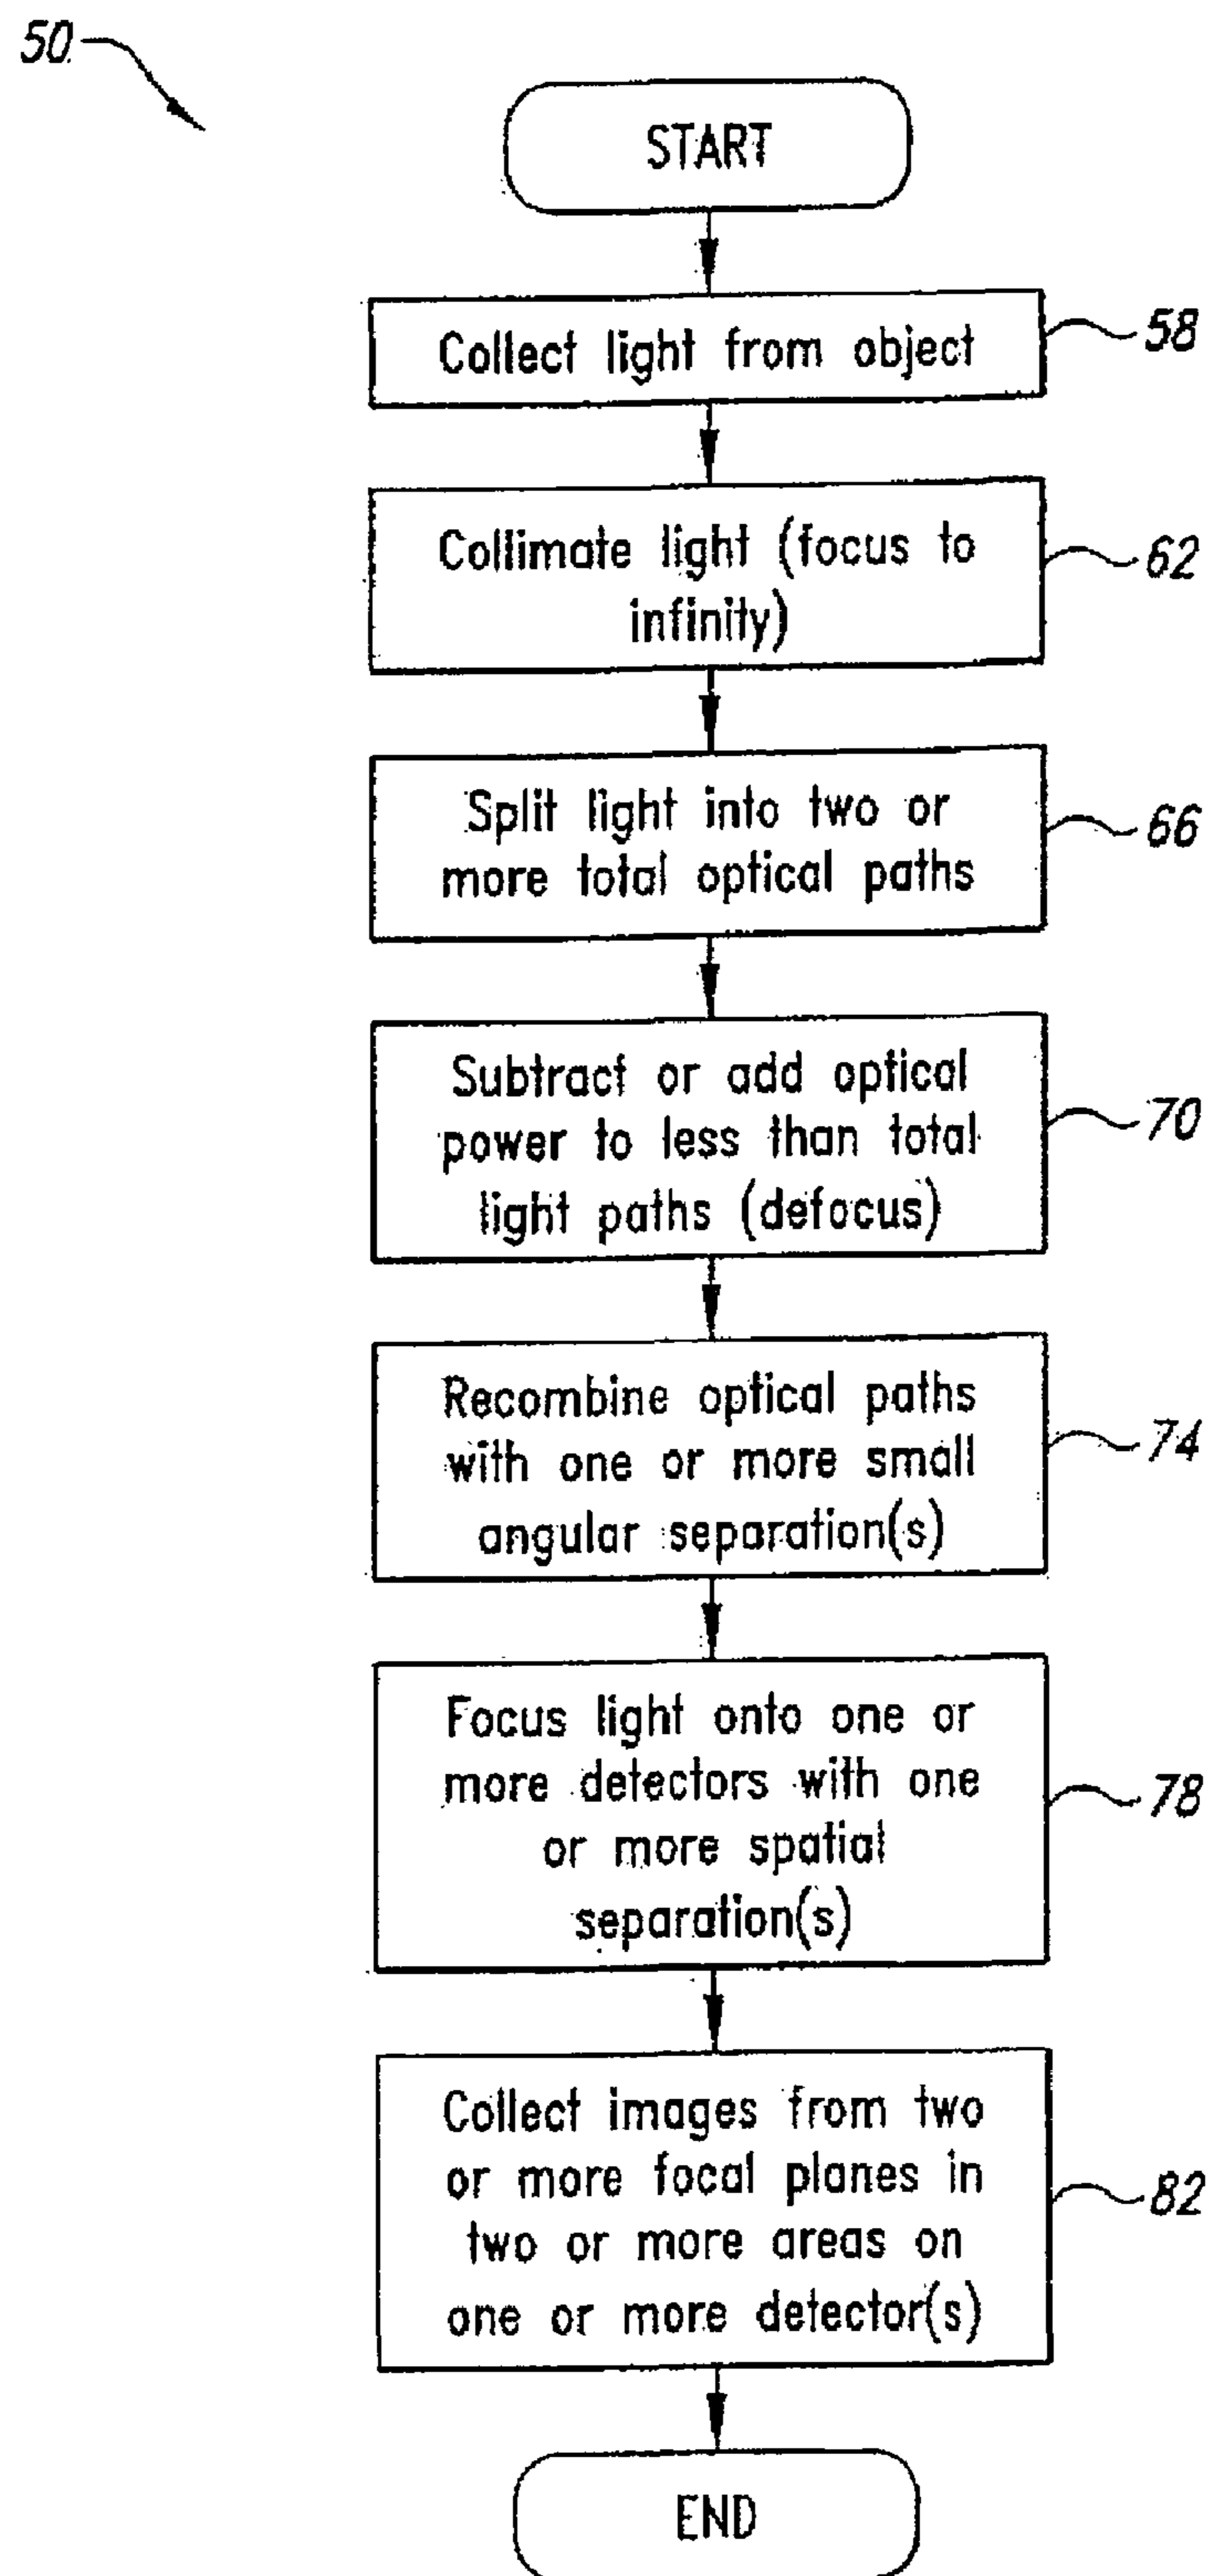 50
START
Collect light from object
58
Collimate light (focus to
infinity)
62
Split light into two or
more total optical paths
66
Subtract or add optical
power to less than total
light paths (defocus)
70
Recombine optical paths
with one or more small
angular separation(s)
74
Focus light onto one or
more detectors with one
or more spatial
separation(s)
78
Collect images from two
or more focal planes in
two or more areas on
one or more detector(s)
82
END